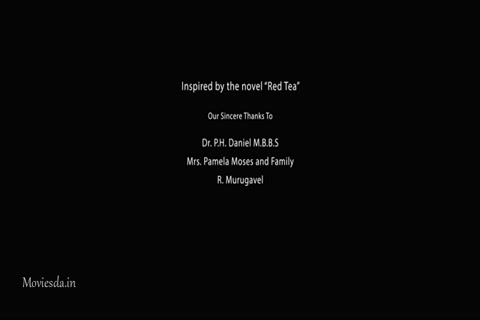 Inspired by the novel “Red Tea”
Our Sincere Thanks To
Dr. P.H. Daniel M.B.B.S
Mrs. Pamela Moses and Family
R. Murugavel
Moviesda.in